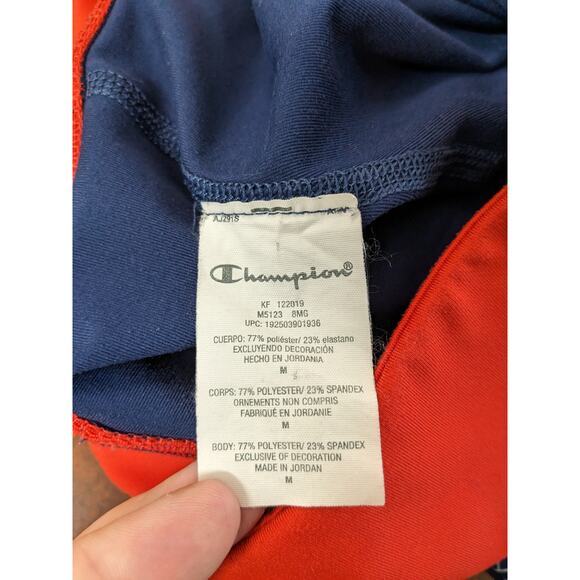 AJ291S
Champion®
KF 122019
M5123 8MG
UPC: 192503901936
CUERPO: 77% poliéster/ 23% elastano
EXCLUYENDO DECORACIÓN
HECHO EN JORDANIA
M
CORPS: 77% POLYESTER/ 23% SPANDEX
ORNEMENTS NON COMPRIS
FABRIQUÉ EN JORDANIE
M
BODY: 77% POLYESTER/ 23% SPANDEX
EXCLUSIVE OF DECORATION
MADE IN JORDAN
M